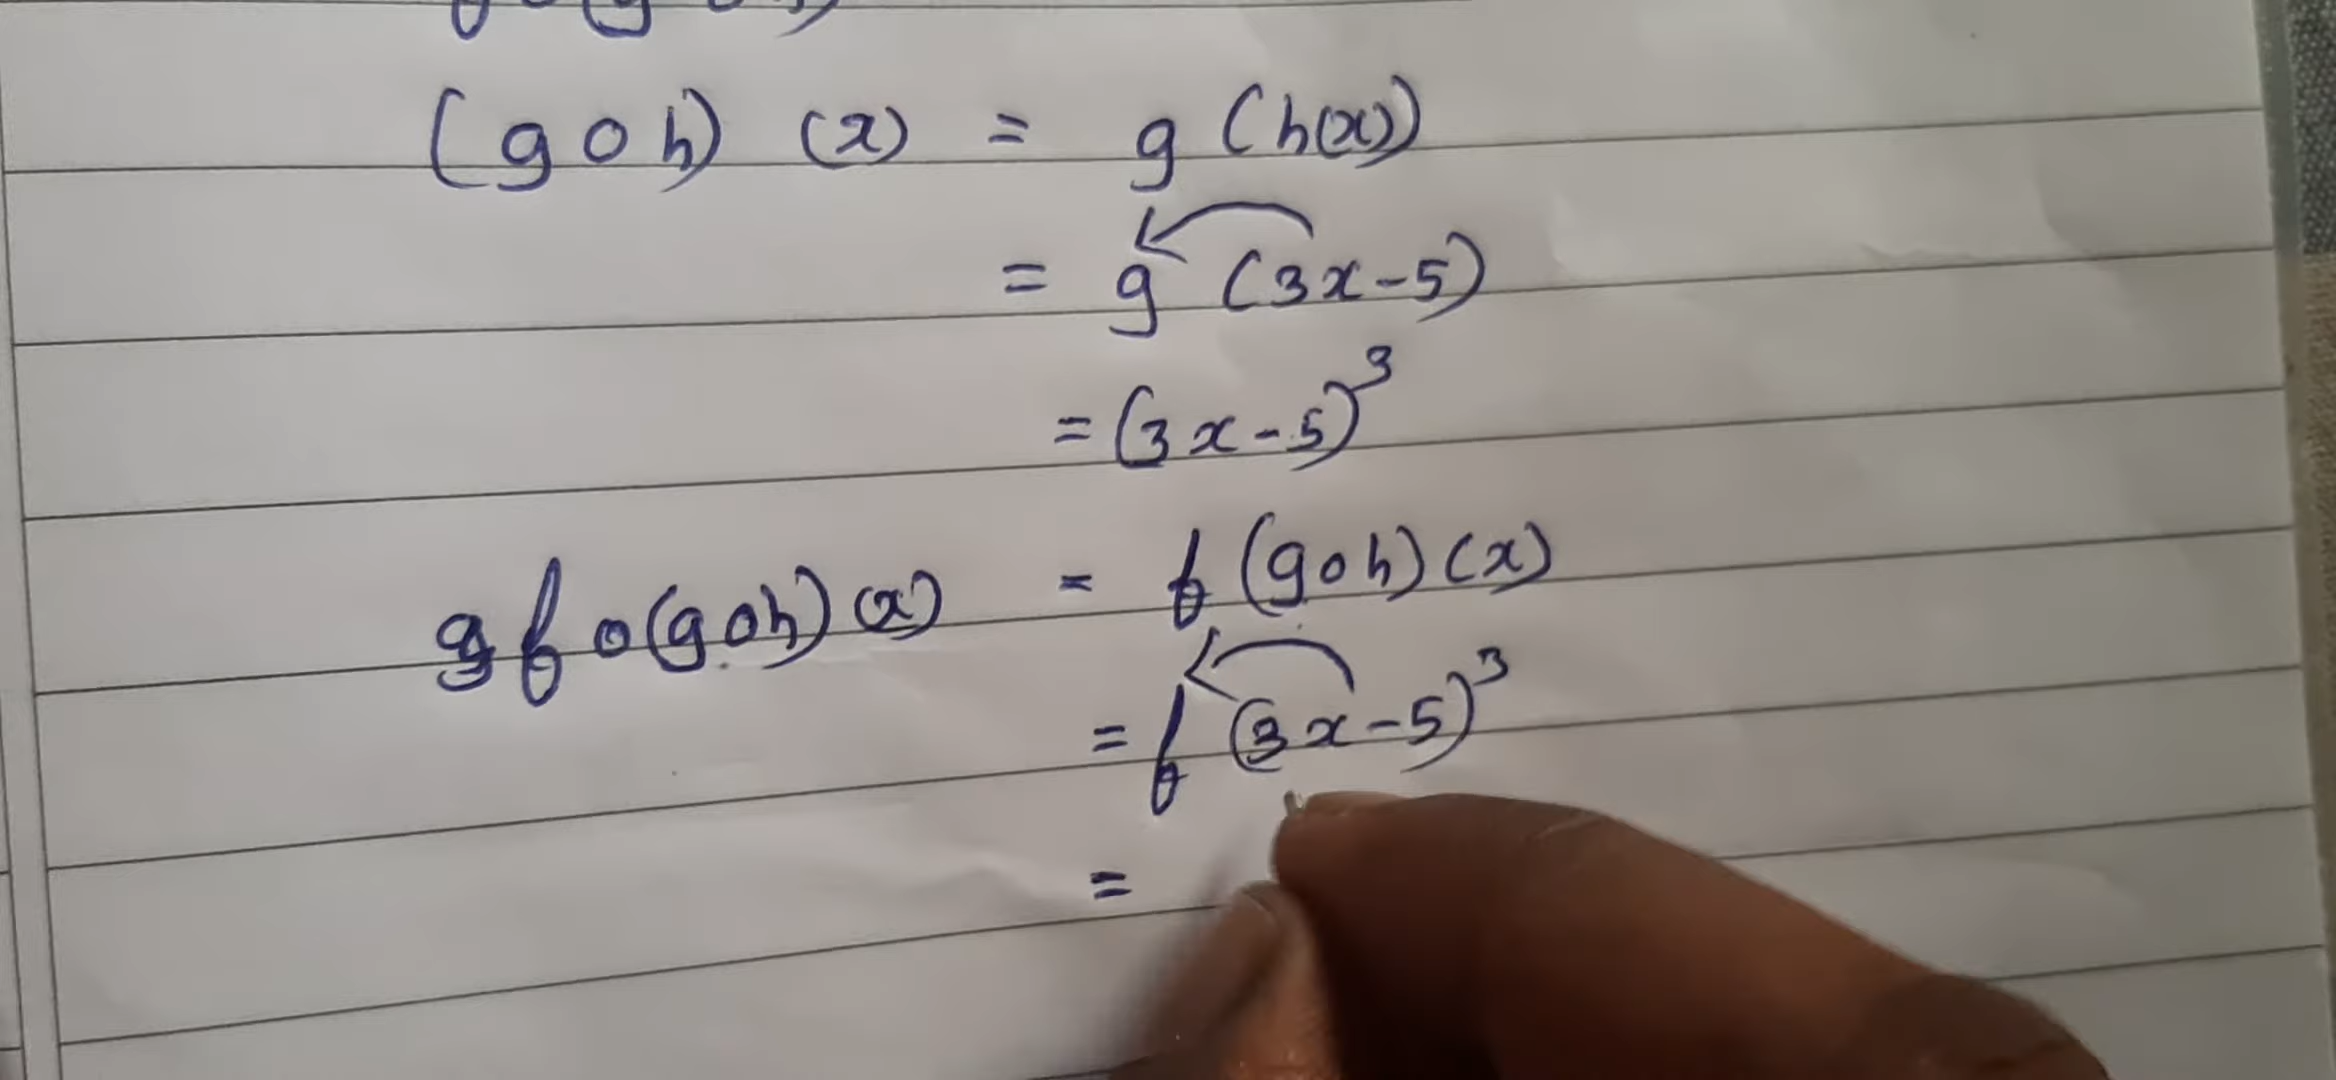 (g o h) (x) = g (h(x))
= g (3x-5)
= (3x-5)³
g f o (g o h) (x) = f (g o h) (x)
= f (3x-5)³
=